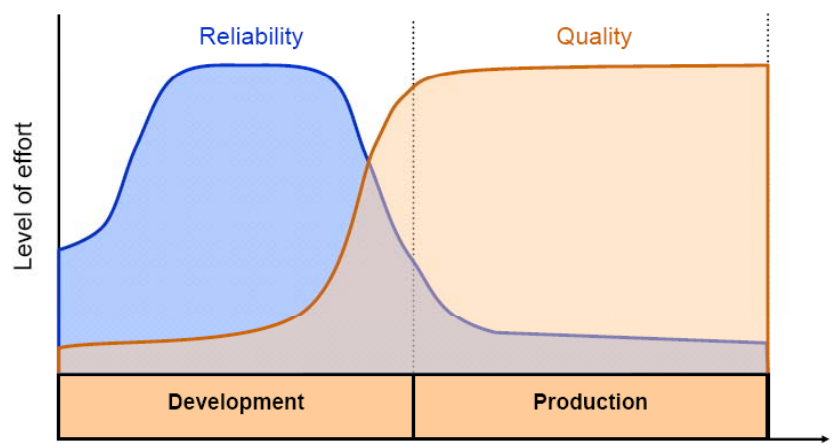 Reliability
Quality
Level of effort
Development
Production